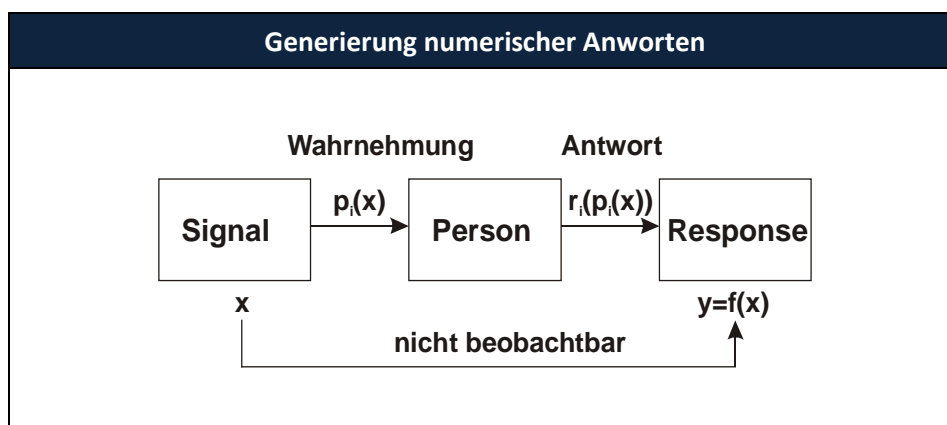 Generierung numerischer Anworten
Wahrnehmung Antwort
pᵢ(x) rᵢ(pᵢ(x))
Signal Person Response
x y=f(x)
nicht beobachtbar